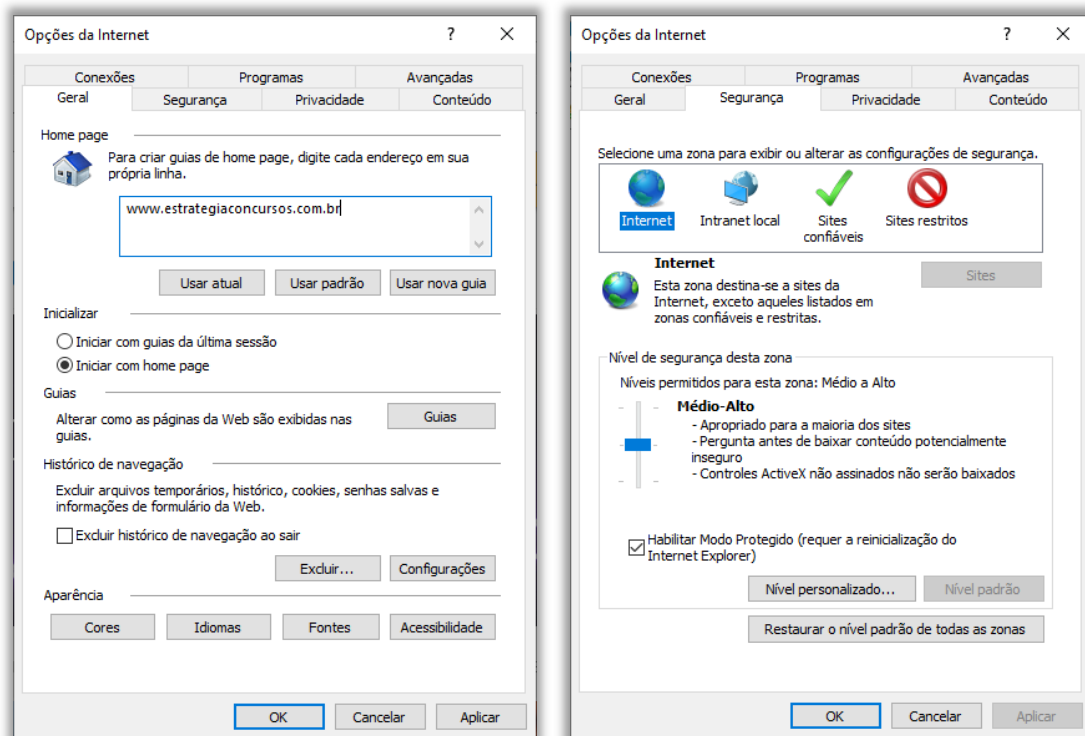 Opções da Internet
? ×
Conexões Programas Avançadas
Geral Segurança Privacidade Conteúdo
Home page
Para criar guias de home page, digite cada endereço em sua
própria linha.
www.estrategiaconcursos.com.br
Usar atual Usar padrão Usar nova guia
Inicializar
Iniciar com guias da última sessão
Iniciar com home page
Guias
Alterar como as páginas da Web são exibidas nas
guias.
Guias
Histórico de navegação
Excluir arquivos temporários, histórico, cookies, senhas salvas e
informações de formulário da Web.
Excluir histórico de navegação ao sair
Excluir... Configurações
Aparência
Cores Idiomas Fontes Acessibilidade
OK Cancelar Aplicar
Opções da Internet
? ×
Conexões Programas Avançadas
Geral Segurança Privacidade Conteúdo
Selecione uma zona para exibir ou alterar as configurações de segurança.
Internet Intranet local Sites Sites restritos
confiáveis
Internet
Sites
Esta zona destina-se a sites da
Internet, exceto aqueles listados em
zonas confiáveis e restritas.
Nível de segurança desta zona
Níveis permitidos para esta zona: Médio a Alto
Médio-Alto
- Apropriado para a maioria dos sites
- Pergunta antes de baixar conteúdo potencialmente
inseguro
- Controles ActiveX não assinados não serão baixados
Habilitar Modo Protegido (requer a reinicialização do
Internet Explorer)
Nível personalizado... Nível padrão
Restaurar o nível padrão de todas as zonas
OK Cancelar Aplicar